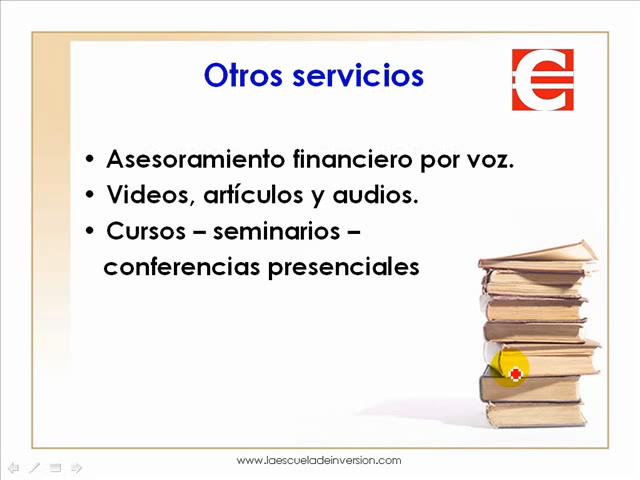 Otros servicios
• Asesoramiento financiero por voz.
• Videos, artículos y audios.
• Cursos – seminarios –
conferencias presenciales
www.laescueladeinversion.com